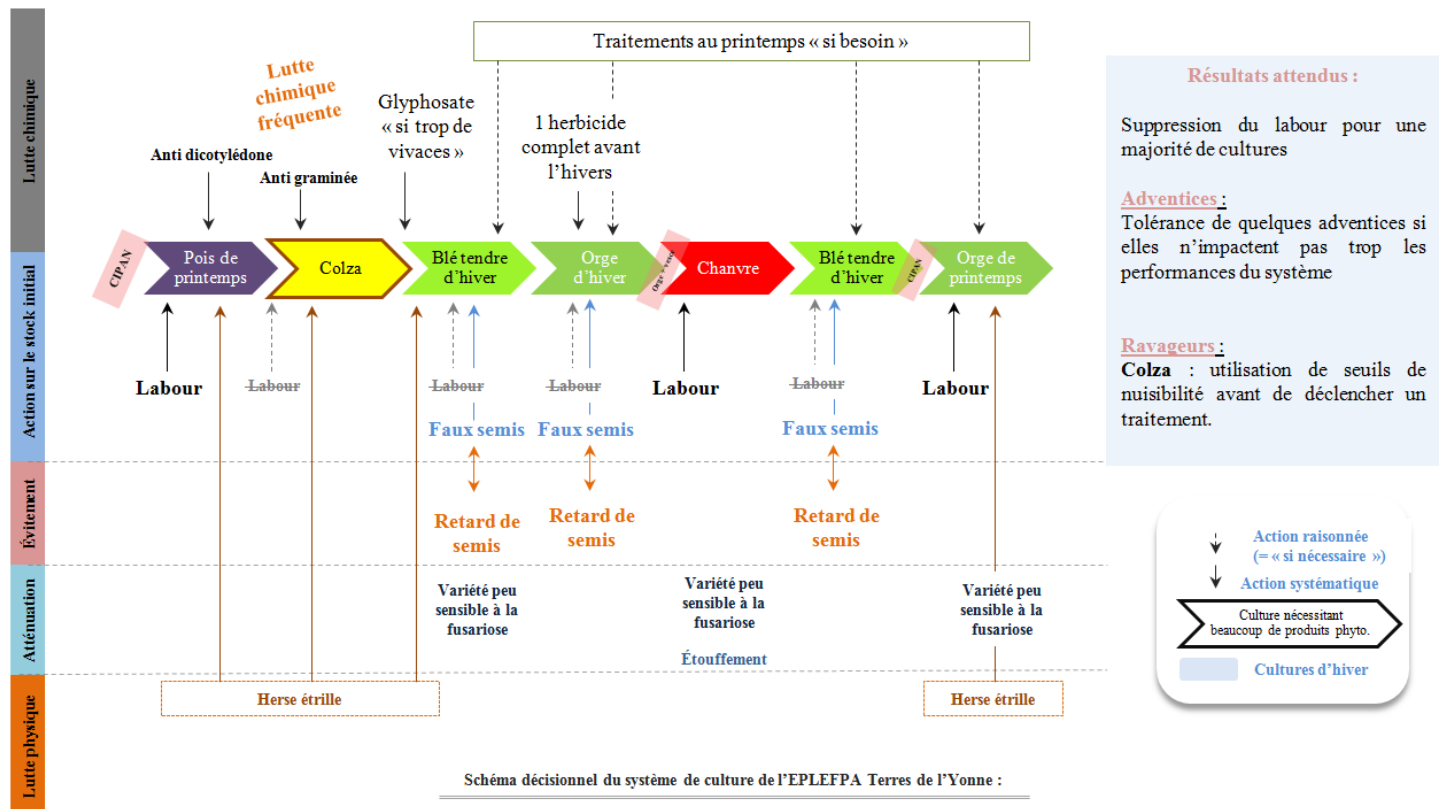 Lutte chimique
Action sur le stock initial
Évitement
Atténuation
Lutte physique
Traitements au printemps « si besoin »
Lutte
chimique
fréquente
Glyphosate
« si trop de
vivaces »
1 herbicide
complet avant
l’hivers
Anti dicotylédone
Anti graminée
CIPAN
Pois de
printemps
Colza
Blé tendre
d’hiver
Orge
d’hiver
Orge + vesce
Chanvre
Blé tendre
d’hiver
CIPAN
Orge de
printemps
Labour
Labour
Labour
Labour
Labour
Labour
Labour
Faux semis
Faux semis
Faux semis
Retard de
semis
Retard de
semis
Retard de
semis
Variété peu
sensible à la
fusariose
Variété peu
sensible à la
fusariose
Variété peu
sensible à la
fusariose
Étouffement
Herse étrille
Herse étrille
Schéma décisionnel du système de culture de l’EPLEFPA Terres de l’Yonne :
Résultats attendus :
Suppression du labour pour une
majorité de cultures
Adventices :
Tolérance de quelques adventices si
elles n’impactent pas trop les
performances du système
Ravageurs :
Colza : utilisation de seuils de
nuisibilité avant de déclencher un
traitement.
Action raisonnée
(= « si nécessaire »)
Action systématique
Culture nécessitant
beaucoup de produits phyto.
Cultures d’hiver